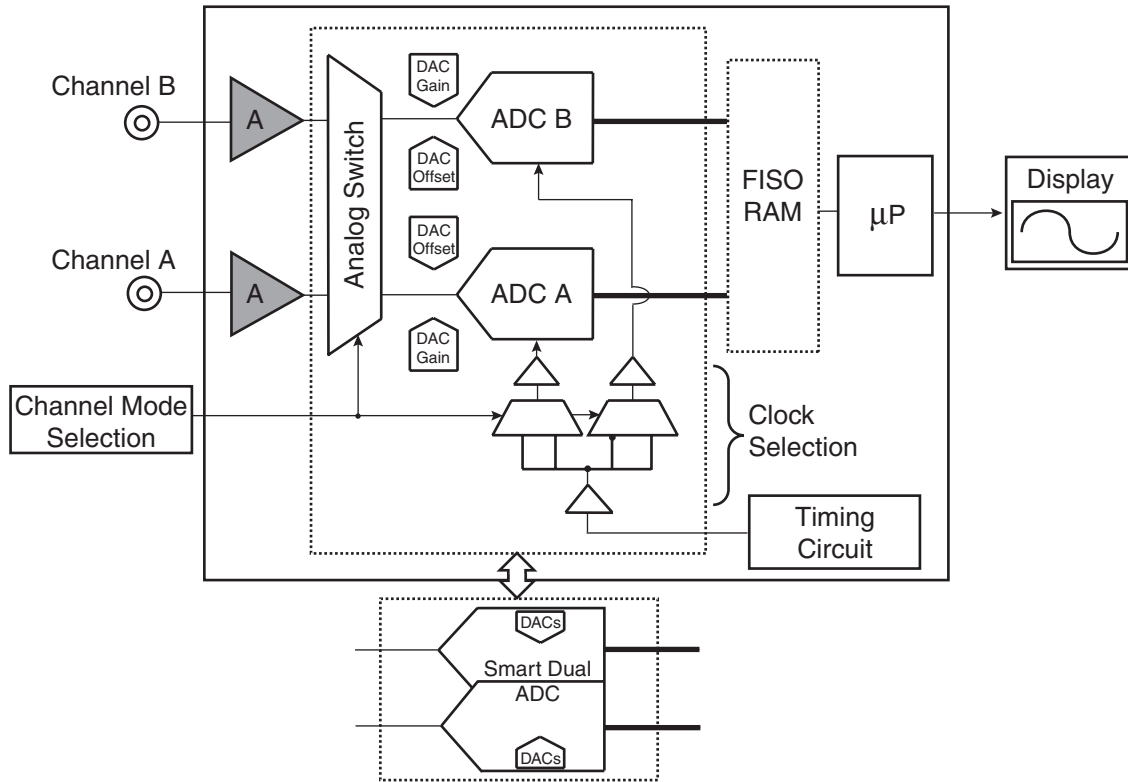 Channel B
A
Analog Switch
DAC
Gain
ADC B
DAC
Offset
FISO
RAM
µP
Display
Channel A
A
DAC
Offset
ADC A
DAC
Gain
Channel Mode
Selection
Clock
Selection
Timing
Circuit
DACs
Smart Dual
ADC
DACs